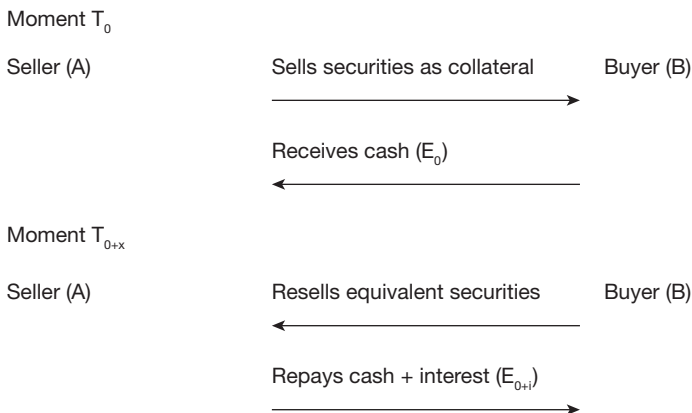 Moment T₀
Seller (A) Sells securities as collateral Buyer (B)
Receives cash (E₀)
Moment T₀₊ₓ
Seller (A) Resells equivalent securities Buyer (B)
Repays cash + interest (E₀₊ᵢ)